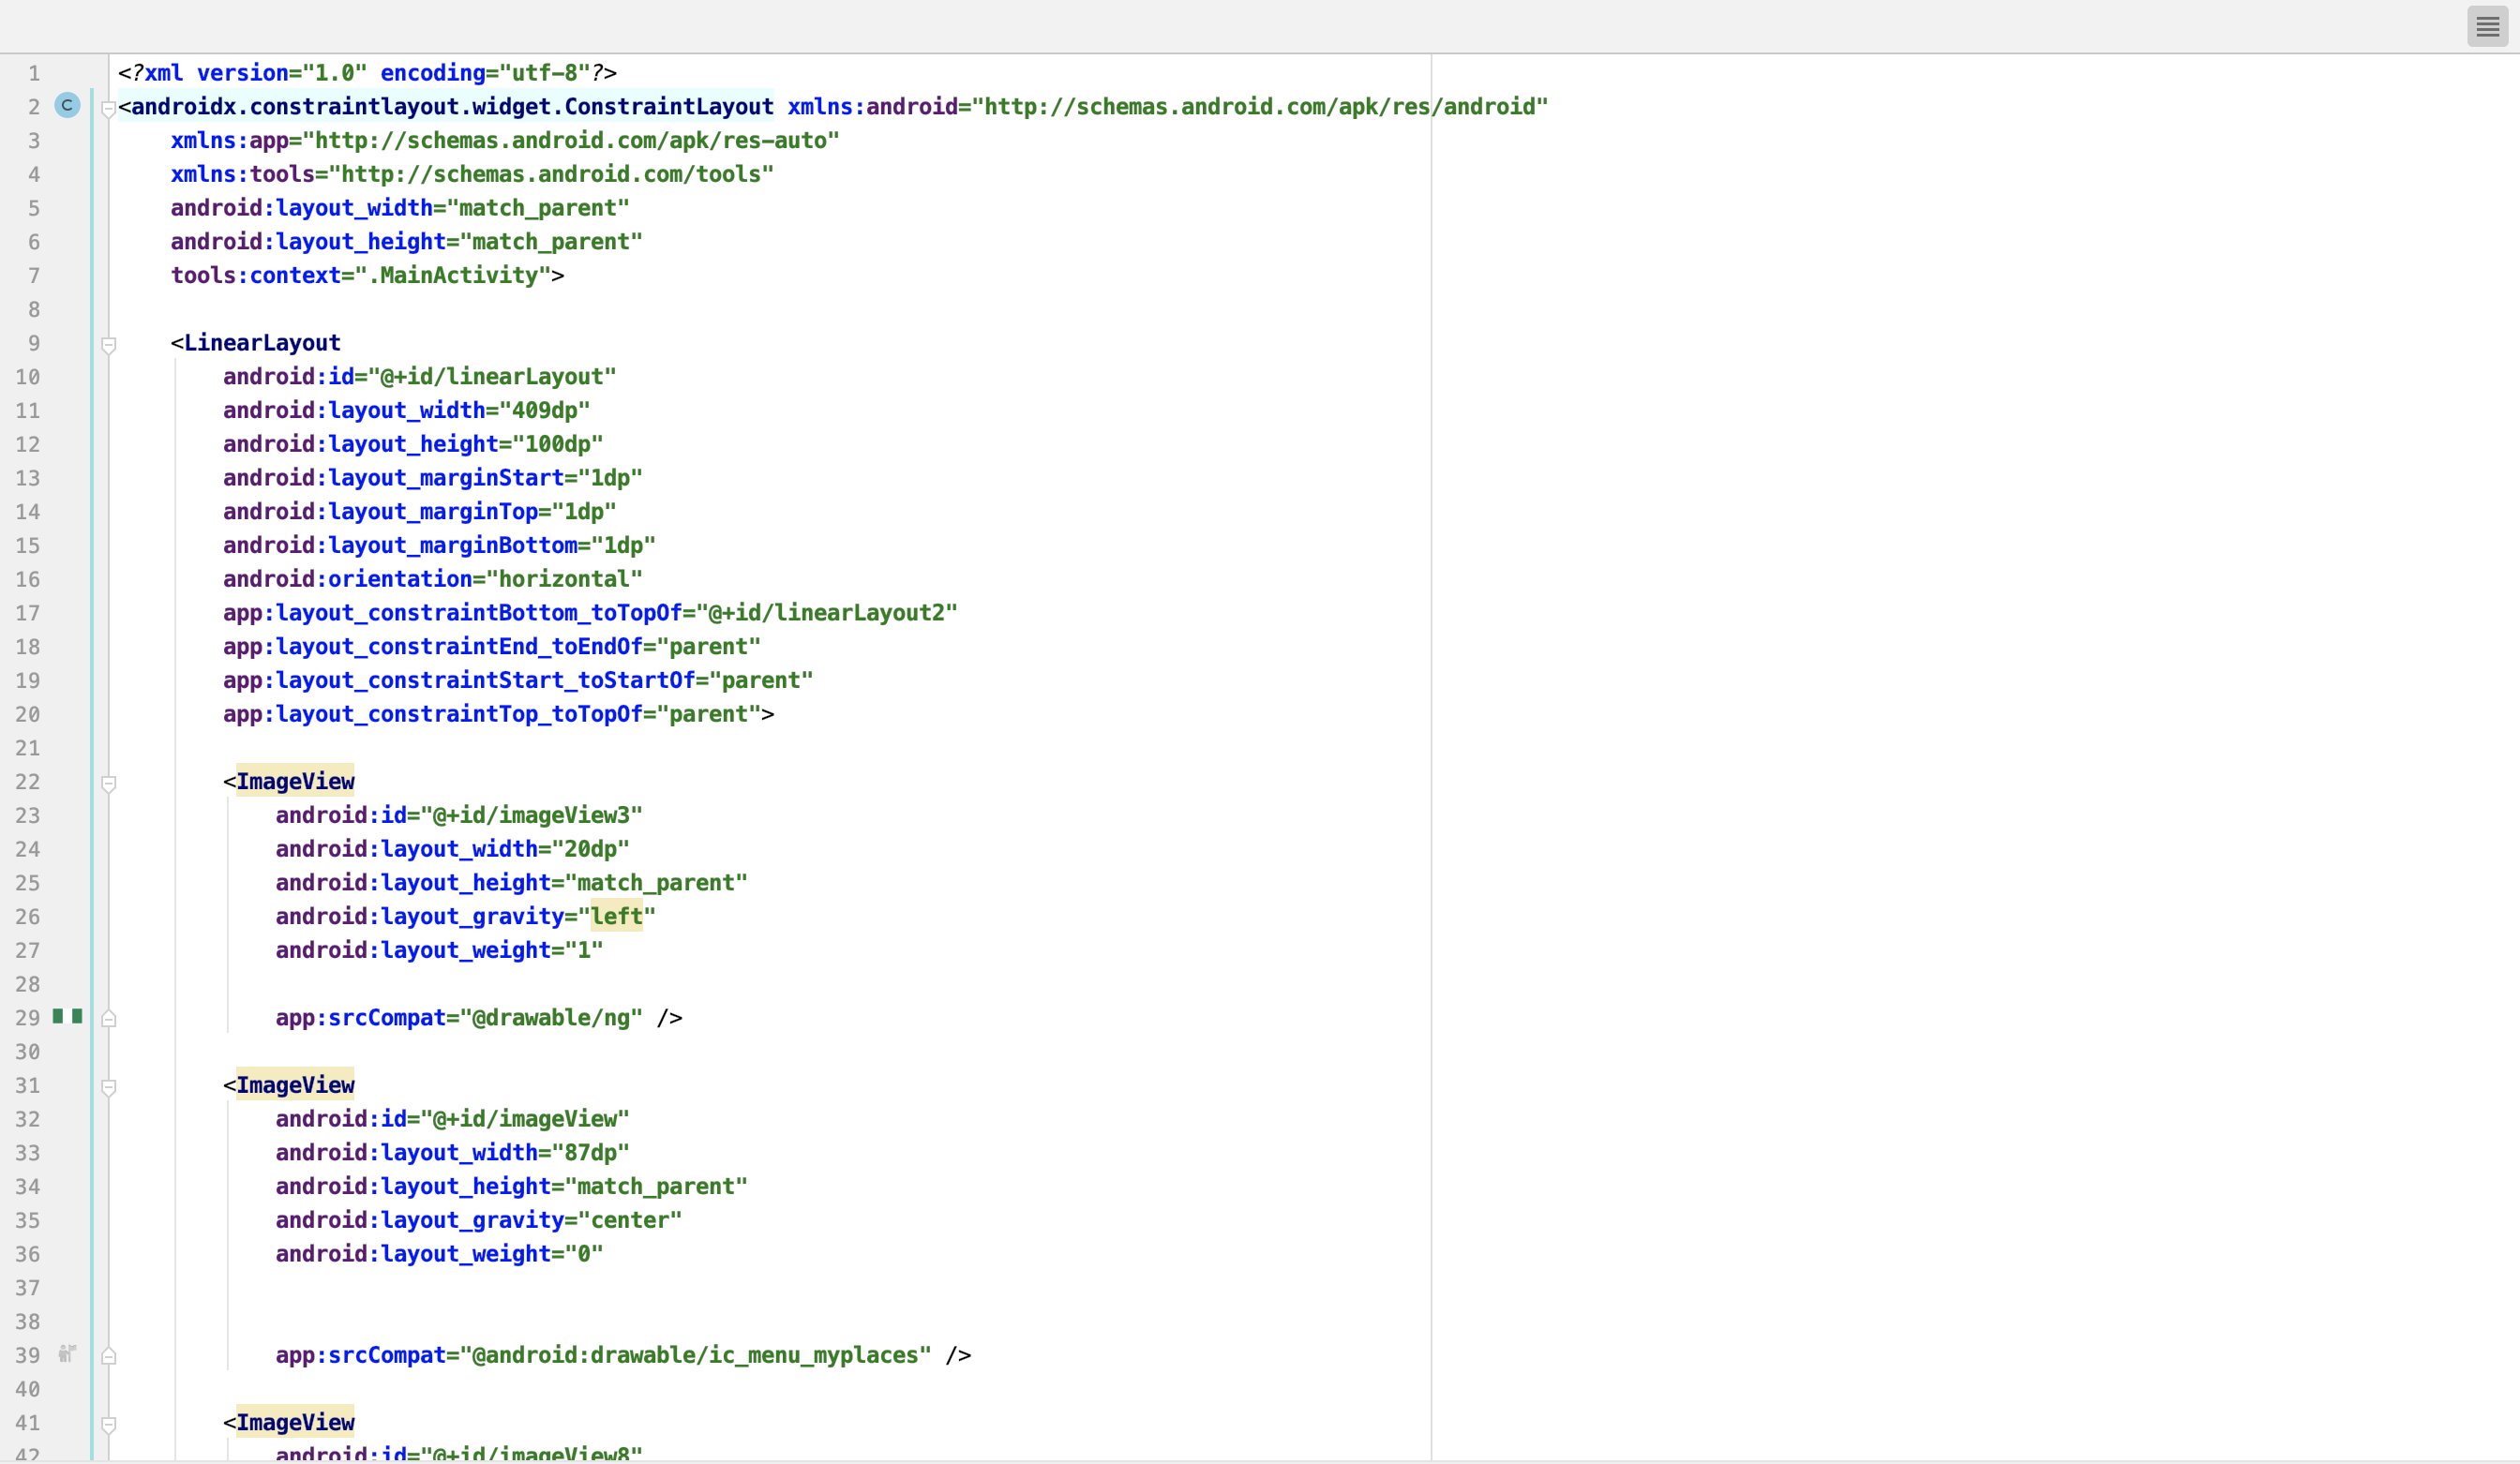 1 <?xml version="1.0" encoding="utf-8"?>
2 C <androidx.constraintlayout.widget.ConstraintLayout xmlns:android="http://schemas.android.com/apk/res/android"
3 xmlns:app="http://schemas.android.com/apk/res-auto"
4 xmlns:tools="http://schemas.android.com/tools"
5 android:layout_width="match_parent"
6 android:layout_height="match_parent"
7 tools:context=".MainActivity">
8
9 <LinearLayout
10 android:id="@+id/linearLayout"
11 android:layout_width="409dp"
12 android:layout_height="100dp"
13 android:layout_marginStart="1dp"
14 android:layout_marginTop="1dp"
15 android:layout_marginBottom="1dp"
16 android:orientation="horizontal"
17 app:layout_constraintBottom_toTopOf="@+id/linearLayout2"
18 app:layout_constraintEnd_toEndOf="parent"
19 app:layout_constraintStart_toStartOf="parent"
20 app:layout_constraintTop_toTopOf="parent">
21
22 <ImageView
23 android:id="@+id/imageView3"
24 android:layout_width="20dp"
25 android:layout_height="match_parent"
26 android:layout_gravity="left"
27 android:layout_weight="1"
28
29 app:srcCompat="@drawable/ng" />
30
31 <ImageView
32 android:id="@+id/imageView"
33 android:layout_width="87dp"
34 android:layout_height="match_parent"
35 android:layout_gravity="center"
36 android:layout_weight="0"
37
38
39 app:srcCompat="@android:drawable/ic_menu_myplaces" />
40
41 <ImageView
42 android:id="@+id/imageView8"